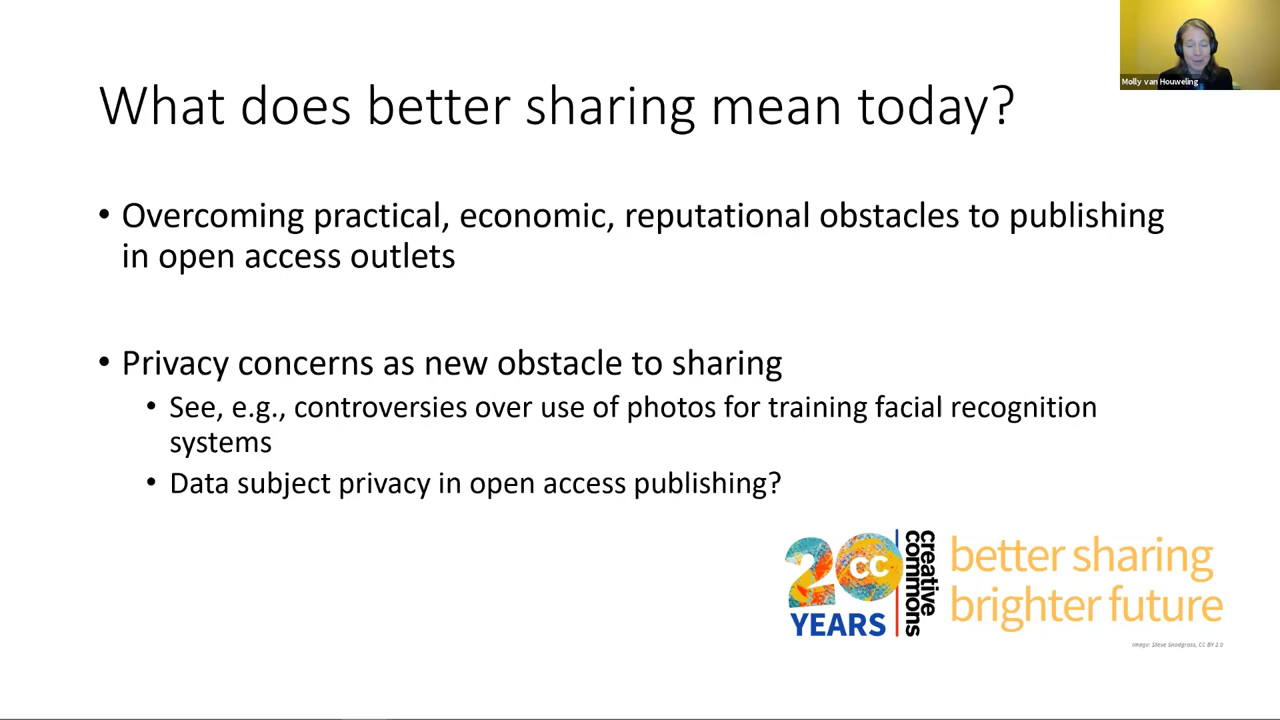 Molly van Houweling
What does better sharing mean today?
• Overcoming practical, economic, reputational obstacles to publishing
in open access outlets
• Privacy concerns as new obstacle to sharing
• See, e.g., controversies over use of photos for training facial recognition
systems
• Data subject privacy in open access publishing?
20
CC
YEARS
creative
commons
better sharing
brighter future
Image: Steve Snodgrass, CC BY 2.0